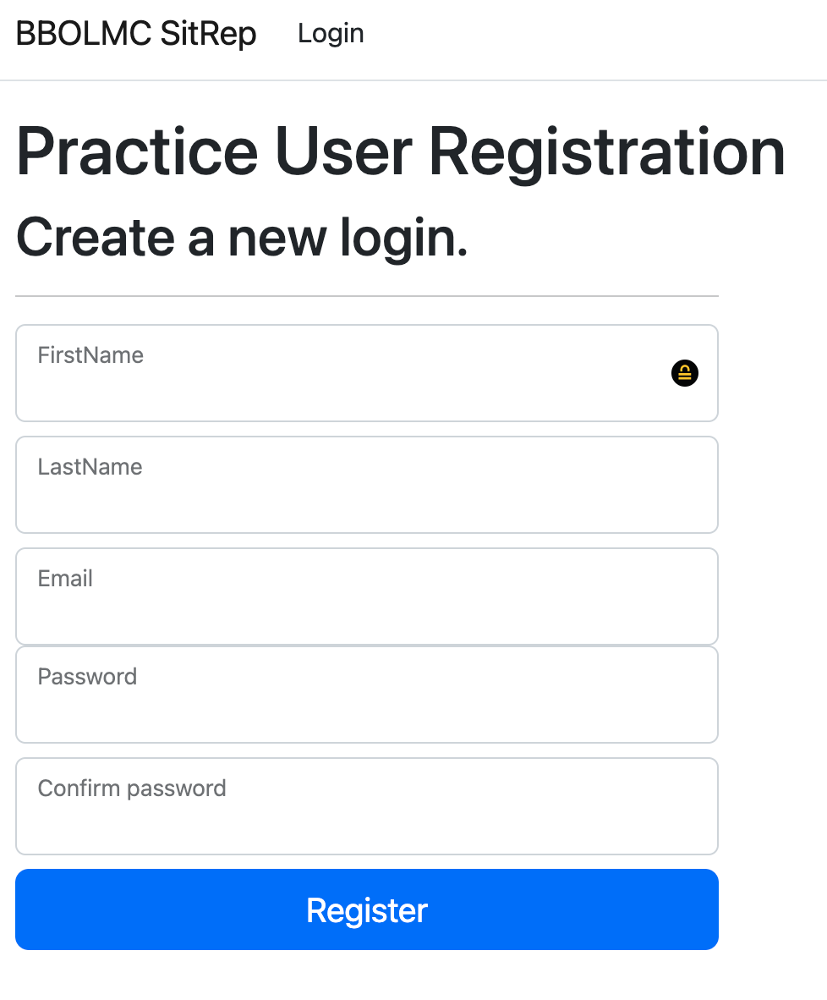 BBOLMC SitRep Login
Practice User Registration
Create a new login.
FirstName
LastName
Email
Password
Confirm password
Register